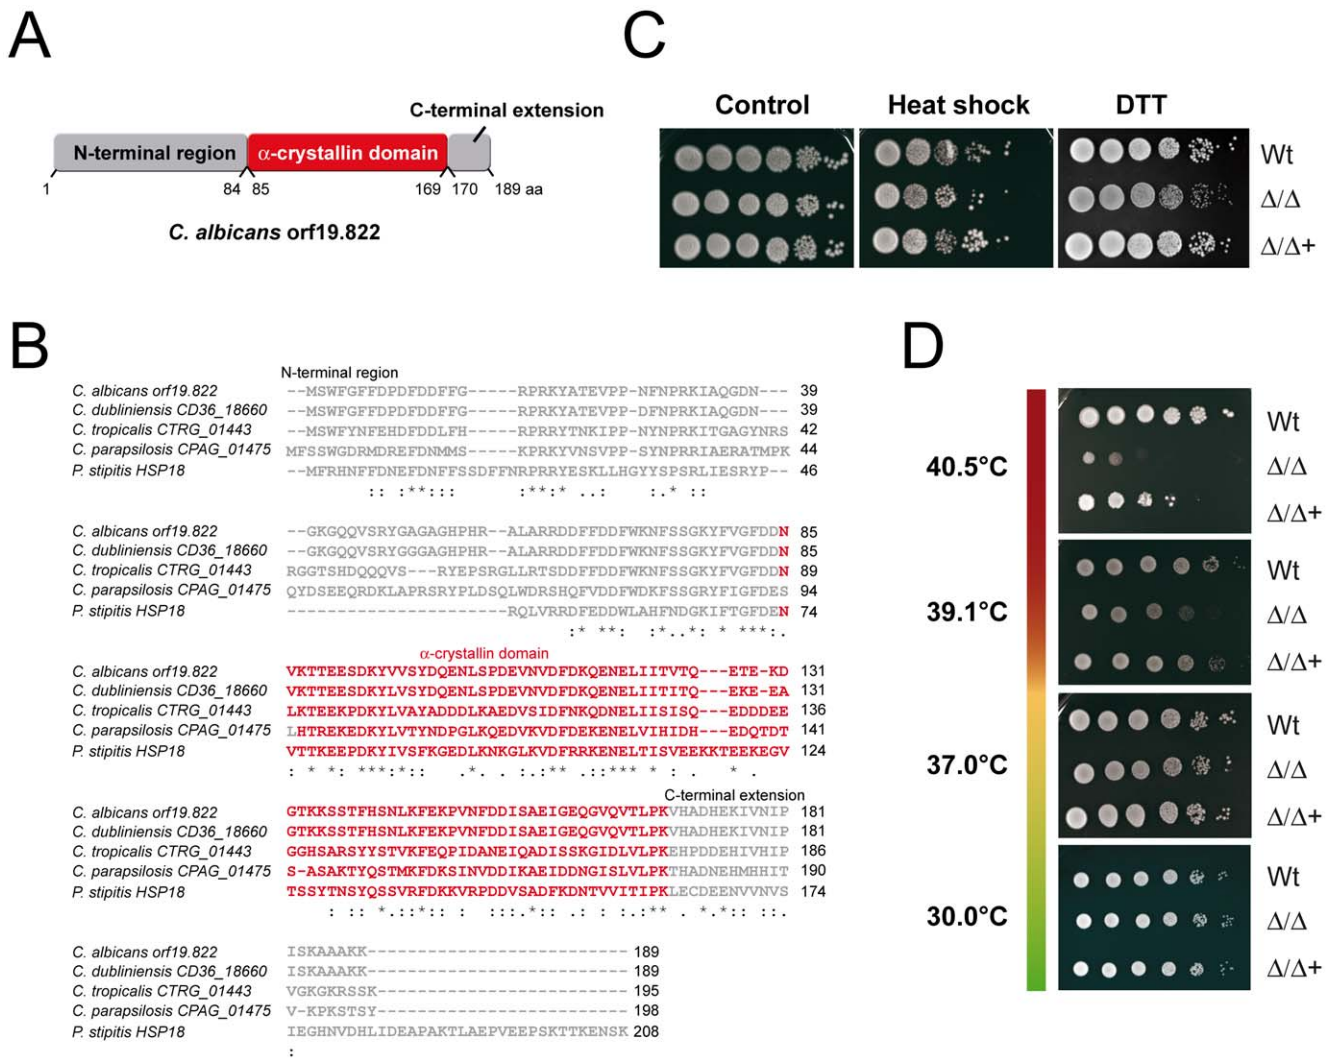 A
C-terminal extension
N-terminal region α-crystallin domain
1 84 85 169 170 189 aa
C. albicans orf19.822
C
Control Heat shock DTT
Wt
Δ/Δ
Δ/Δ+
B
N-terminal region
C. albicans orf19.822 --MSWFGFFDPDFDDFFG-----RPRKYATEVPP-NFNPRKIAQGDN--- 39
C. dubliniensis CD36_18660 --MSWFGFFDPDFDDFFG-----RPRKYATEVPP-DFNPRKIAQGDN--- 39
C. tropicalis CTRG_01443 --MSWFYNFEHDFDDLFH-----RPRRYTNKIPP-NYNPRKITGAGYNRS 42
C. parapsilosis CPAG_01475 MFSSWGDRMDREFDNMMS-----KPRKYVNSVPP-SYNPRRIAERATMPK 44
P. stipitis HSP18 --MFRHNFFDNEFDNFFSSDFFNRPRRYESKLLHGYYSPSRLIESRYP-- 46
:: :**::: :**:* ..: :.* ::
C. albicans orf19.822 --GKGQQVSRYGAGAGHPHR--ALARRDDFFDDFWKNFSSGKYFVGFDDN 85
C. dubliniensis CD36_18660 --GKGQQVSRYGGGAGHPHR--ALARRDDFFDDFWKNFSSGKYFVGFDDN 85
C. tropicalis CTRG_01443 RGGTSHDQQQVS---RYEPSRGLLRTSDDFFDDFWDNFSSGKYFIGFDDN 89
C. parapsilosis CPAG_01475 QYDSEEQRDKLAPRSRYPLDSQLWDRSHQFVDDFWDKFSSGRYFVGFDES 94
P. stipitis HSP18 ----------------------RQLVRRDFEDDWLAHFNDGKIFTGFDEN 74
:* **: :*..*: * ***:.
α-crystallin domain
C. albicans orf19.822 VKTTEESDKYVVSYDQENLSPDEVNVDFDKQENELIITVTQ---ETE-KD 131
C. dubliniensis CD36_18660 VKTTEESDKYLVSYDQENLSPDEVNVDFDKQENELIITITQ---EKE-EA 131
C. tropicalis CTRG_01443 LKTEEKPDKYLVAYADDDLKAEDVSIDFNKQDNELIISISQ---EDDDEE 136
C. parapsilosis CPAG_01475 LHTREKEDKYLVTYNDPGLKQEDVKVDFDEKENELVIHIDH---EDQTDT 141
P. stipitis HSP18 VTTKEEPDKYIVSFKGEDLKNKGLKVDFRRKENELTISVEEKKTEEKEGV 124
: * *: ***:*:: .*. . :.:** .::*** * : . * .
C-terminal extension
C. albicans orf19.822 GTKKSSTFHSNLKFEKPVNFDDISAEIGEQGVQVTLPKVHADHEKIVNIP 181
C. dubliniensis CD36_18660 GTKKSSTFHSNLKFEKPVNFDDISAEIGEQGVQVTLPKVHADHEKIVNIP 181
C. tropicalis CTRG_01443 GGHSARSYYSTVKFEQPIDANEIQADISSKGIDLVLPKEHPDDEHIVHIP 186
C. parapsilosis CPAG_01475 S-ASAKTYQSTMKFDKSINVDDIKAEIDDNGISLVLPKTHADNEHMHHIT 190
P. stipitis HSP18 TSSYTNSYQSSVRFDKKVRPDDVSADFKDNTVVITIPKLECDEENVVNVS 174
: :: *.::*:: : :::.*:: .: : :.:** . *.*:: ::.
C. albicans orf19.822 ISKAAAKK-------------------------- 189
C. dubliniensis CD36_18660 ISKAAAKK-------------------------- 189
C. tropicalis CTRG_01443 VGKGKRSSK------------------------- 195
C. parapsilosis CPAG_01475 V-KPKSTSY------------------------- 198
P. stipitis HSP18 IEGHNVDHLIDEAPAKTLAEPVEEPSKTTKENSK 208
:
D
40.5°C
Wt
Δ/Δ
Δ/Δ+
39.1°C
Wt
Δ/Δ
Δ/Δ+
37.0°C
Wt
Δ/Δ
Δ/Δ+
30.0°C
Wt
Δ/Δ
Δ/Δ+